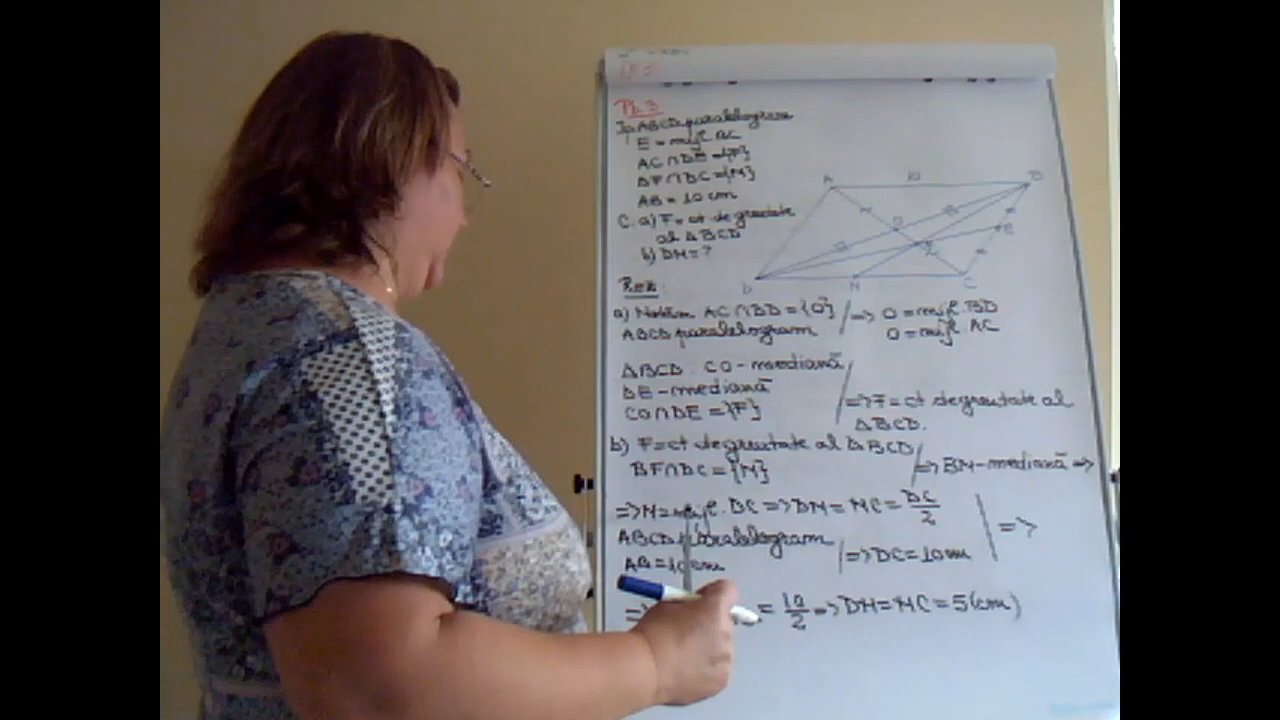 Pb. 3
Ip. ABCD paralelogram
E = mijl. BC
AC ∩ DE = {F}
BF ∩ DC = {M}
AB = 10 cm
C. a) F = ct de greutate
al ΔBCD
b) DM = ?
A
D
O
E
M
C
Rez:
a) Notăm AC ∩ BD = {O} | => O = mijl. BD
ABCD paralelogram O = mijl. AC
ΔBCD: CO - mediană
BE - mediană
CO ∩ DE = {F} | => F = ct de greutate al
ΔBCD.
b) F = ct de greutate al ΔBCD
BF ∩ DC = {M} | => BM - mediană =>
=> M = mijl. DC => DM = MC = DC/2
ABCD paralelogram | =>
AB = 10 cm | => DC = 10 cm
= 10/2 => DM = MC = 5 (cm)